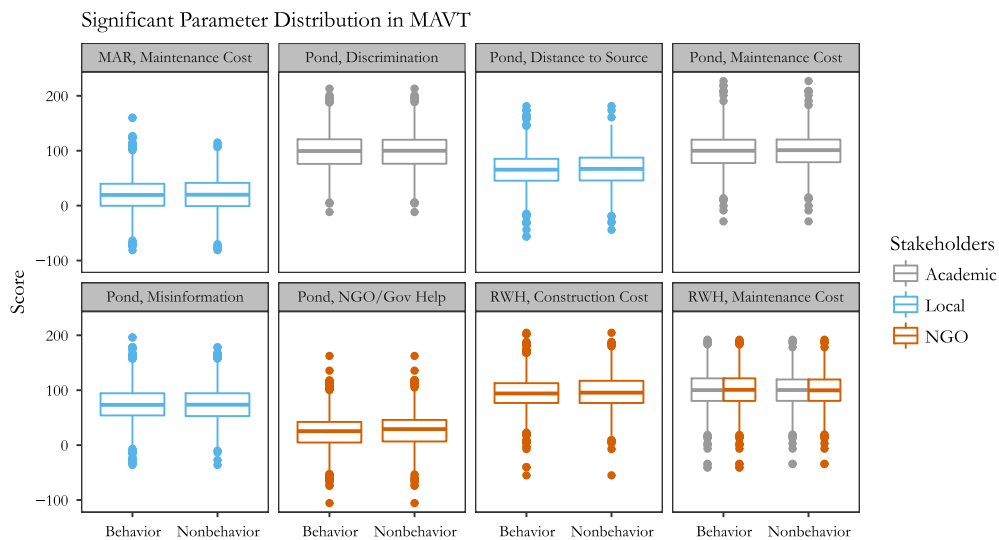 Significant Parameter Distribution in MAVT
MAR, Maintenance Cost
Pond, Discrimination
Pond, Distance to Source
Pond, Maintenance Cost
200
100
0
−100
Score
Pond, Misinformation
Pond, NGO/Gov Help
RWH, Construction Cost
RWH, Maintenance Cost
200
100
0
−100
Behavior Nonbehavior
Behavior Nonbehavior
Behavior Nonbehavior
Behavior Nonbehavior
Stakeholders
Academic
Local
NGO